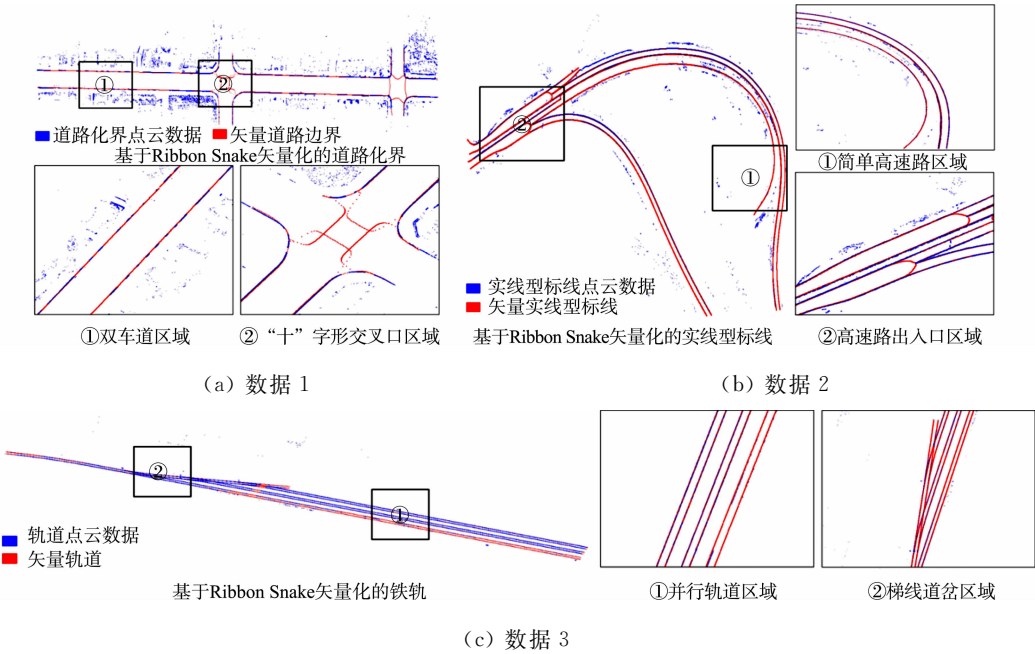 ①
②
道路化界点云数据
矢量道路边界
基于Ribbon Snake矢量化的道路化界
①双车道区域
②“十”字形交叉口区域
(a) 数据1
②
①
实线型标线点云数据
矢量实线型标线
基于Ribbon Snake矢量化的实线型标线
①简单高速路区域
②高速路出入口区域
(b) 数据2
②
①
轨道点云数据
矢量轨道
基于Ribbon Snake矢量化的铁轨
①并行轨道区域
②梯线道岔区域
(c) 数据3